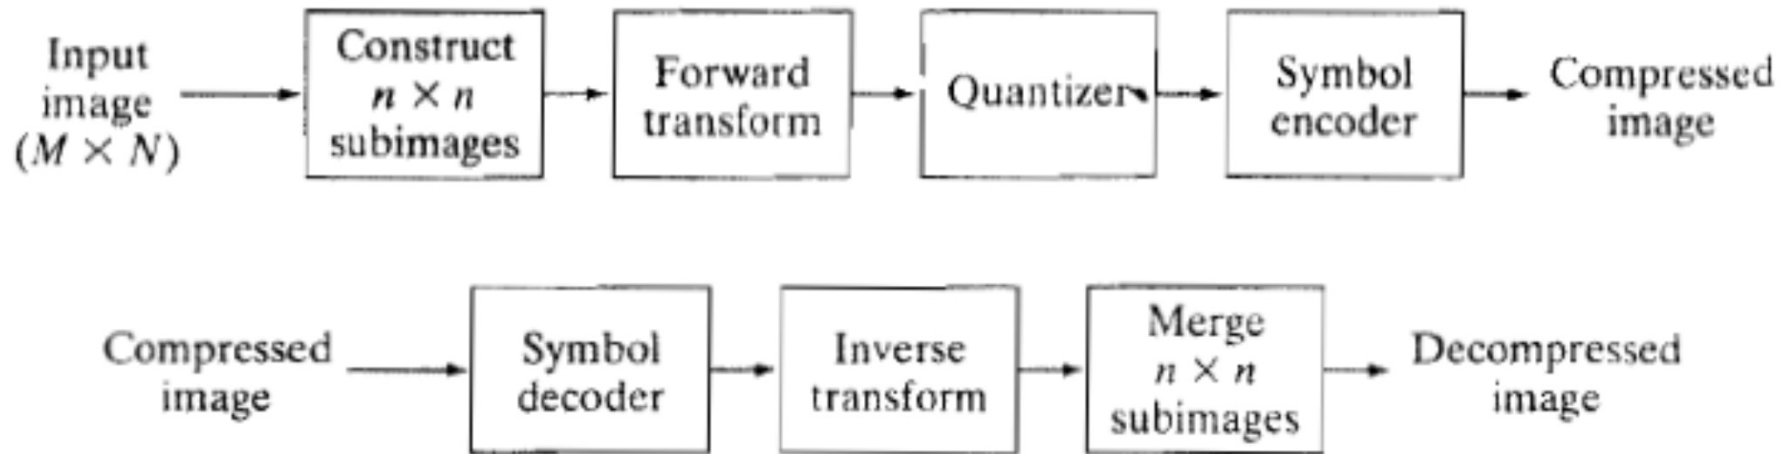 Input
image
(M × N)
Construct
n × n
subimages
Forward
transform
Quantizer
Symbol
encoder
Compressed
image
Compressed
image
Symbol
decoder
Inverse
transform
Merge
n × n
subimages
Decompressed
image